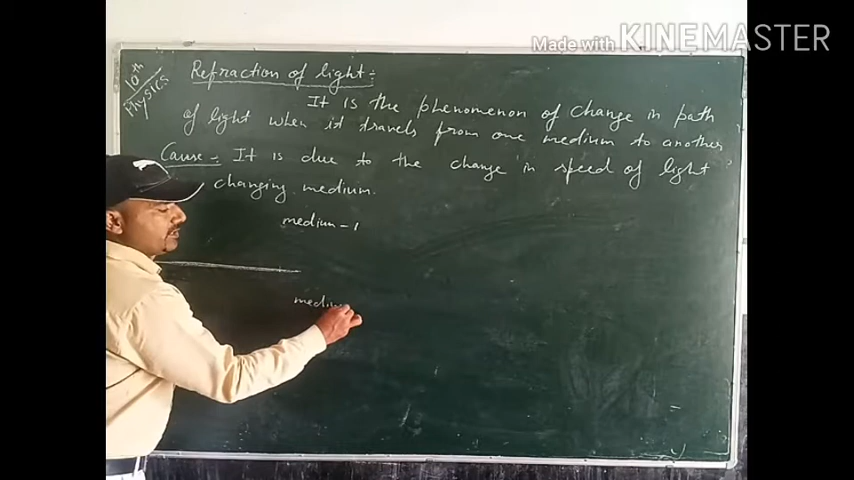 Made with KINEMASTER
10th
Physics
Refraction of light :-
It is the phenomenon of change in path
of light when it travels from one medium to another
Cause :- It is due to the change in speed of light
changing medium.
medium - 1
medium